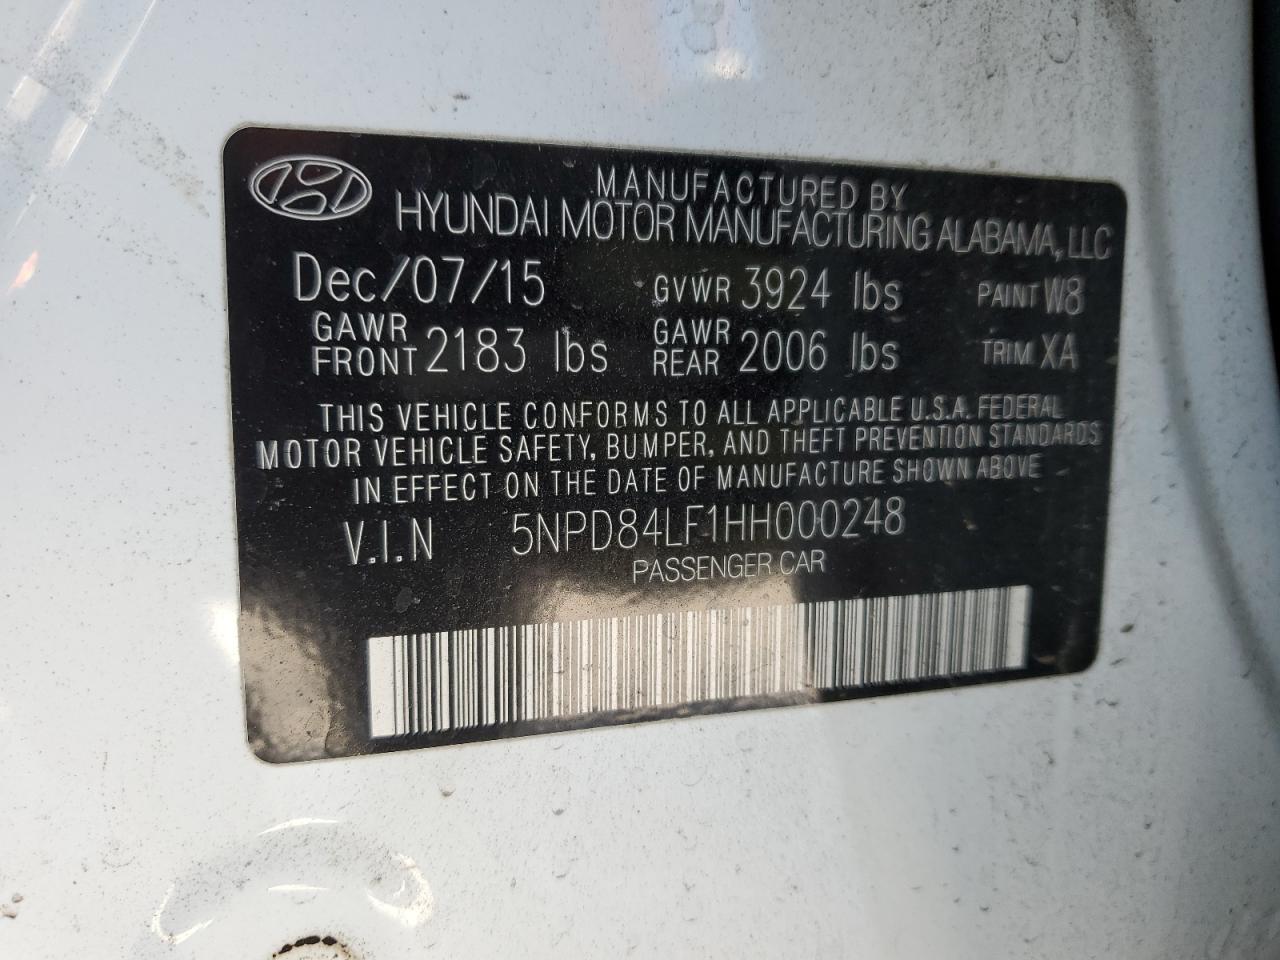 MANUFACTURED BY
HYUNDAI MOTOR MANUFACTURING ALABAMA, LLC
Dec/07/15 GVWR 3924 lbs PAINT W8
GAWR FRONT 2183 lbs GAWR REAR 2006 lbs TRIM XA
THIS VEHICLE CONFORMS TO ALL APPLICABLE U.S.A. FEDERAL
MOTOR VEHICLE SAFETY, BUMPER, AND THEFT PREVENTION STANDARDS
IN EFFECT ON THE DATE OF MANUFACTURE SHOWN ABOVE
V.I.N 5NPD84LF1HH000248
PASSENGER CAR